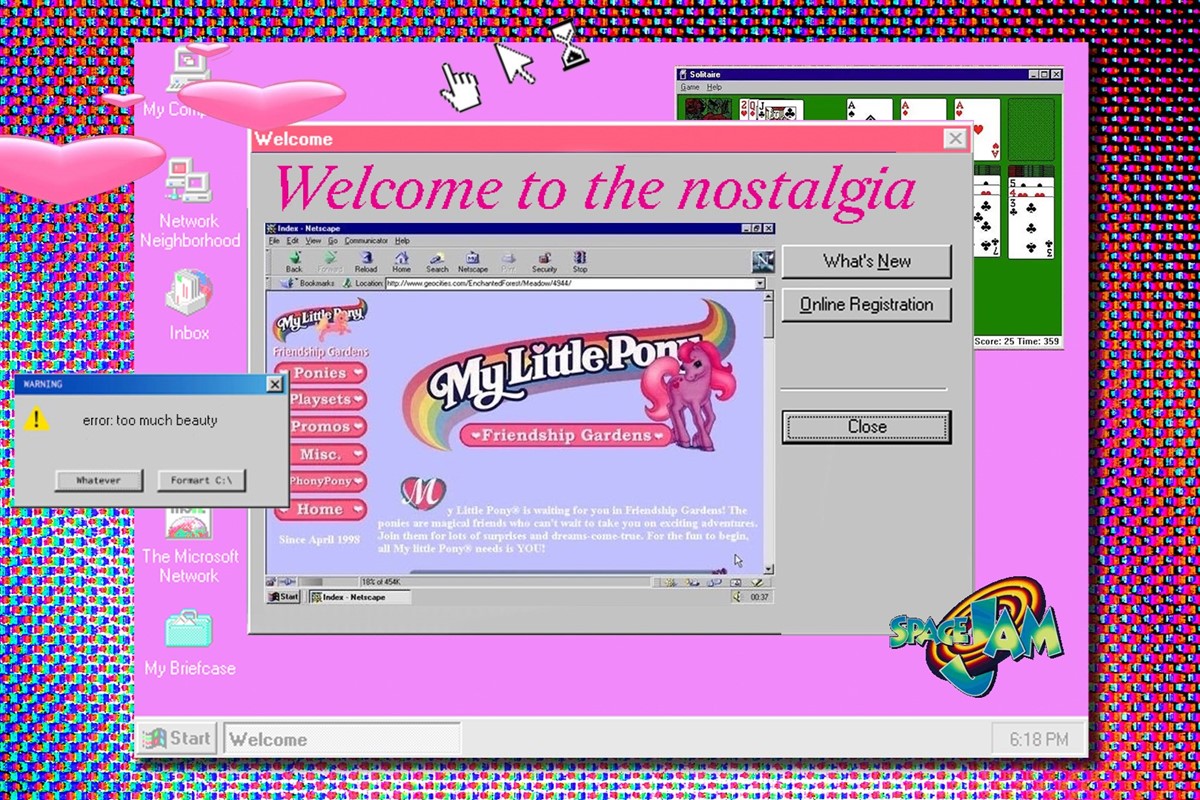 My Comp
Network
Neighborhood
Inbox
The Microsoft
Network
My Briefcase
Solitaire
Game Help
2 Q J A A A
A
5
4
3
2
Score: 25 Time: 359
Welcome
Welcome to the nostalgia
Index - Netscape
File Edit View Go Communicator Help
Back Forward Reload Home Search Netscape Print Security Stop
N
Bookmarks Location: http://www.geocities.com/EnchantedForest/Meadow/4944/
My Little Pony
Friendship Gardens
Ponies
Playsets
Promos
Misc.
PhonyPony
Home
Since April 1998
My Little Pony
Friendship Gardens
My Little Pony® is waiting for you in Friendship Gardens! The
ponies are magical friends who can't wait to take you on exciting adventures.
Join them for lots of surprises and dreams-come-true. For the fun to begin,
all My little Pony® needs is YOU!
18% of 454K
Start Index - Netscape 00:37
What's New
Online Registration
Close
WARNING
error: too much beauty
Whatever Formart C:\
SPACE JAM
Start Welcome 6:18 PM